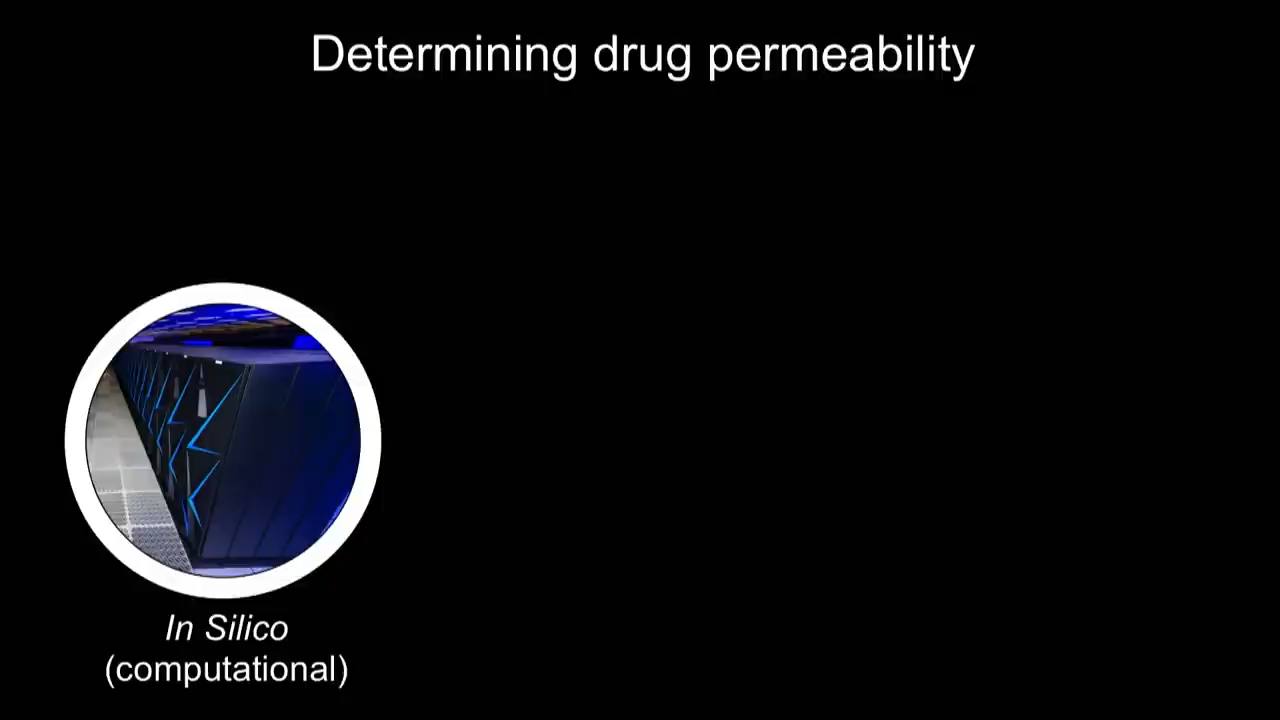 Determining drug permeability
In Silico
(computational)